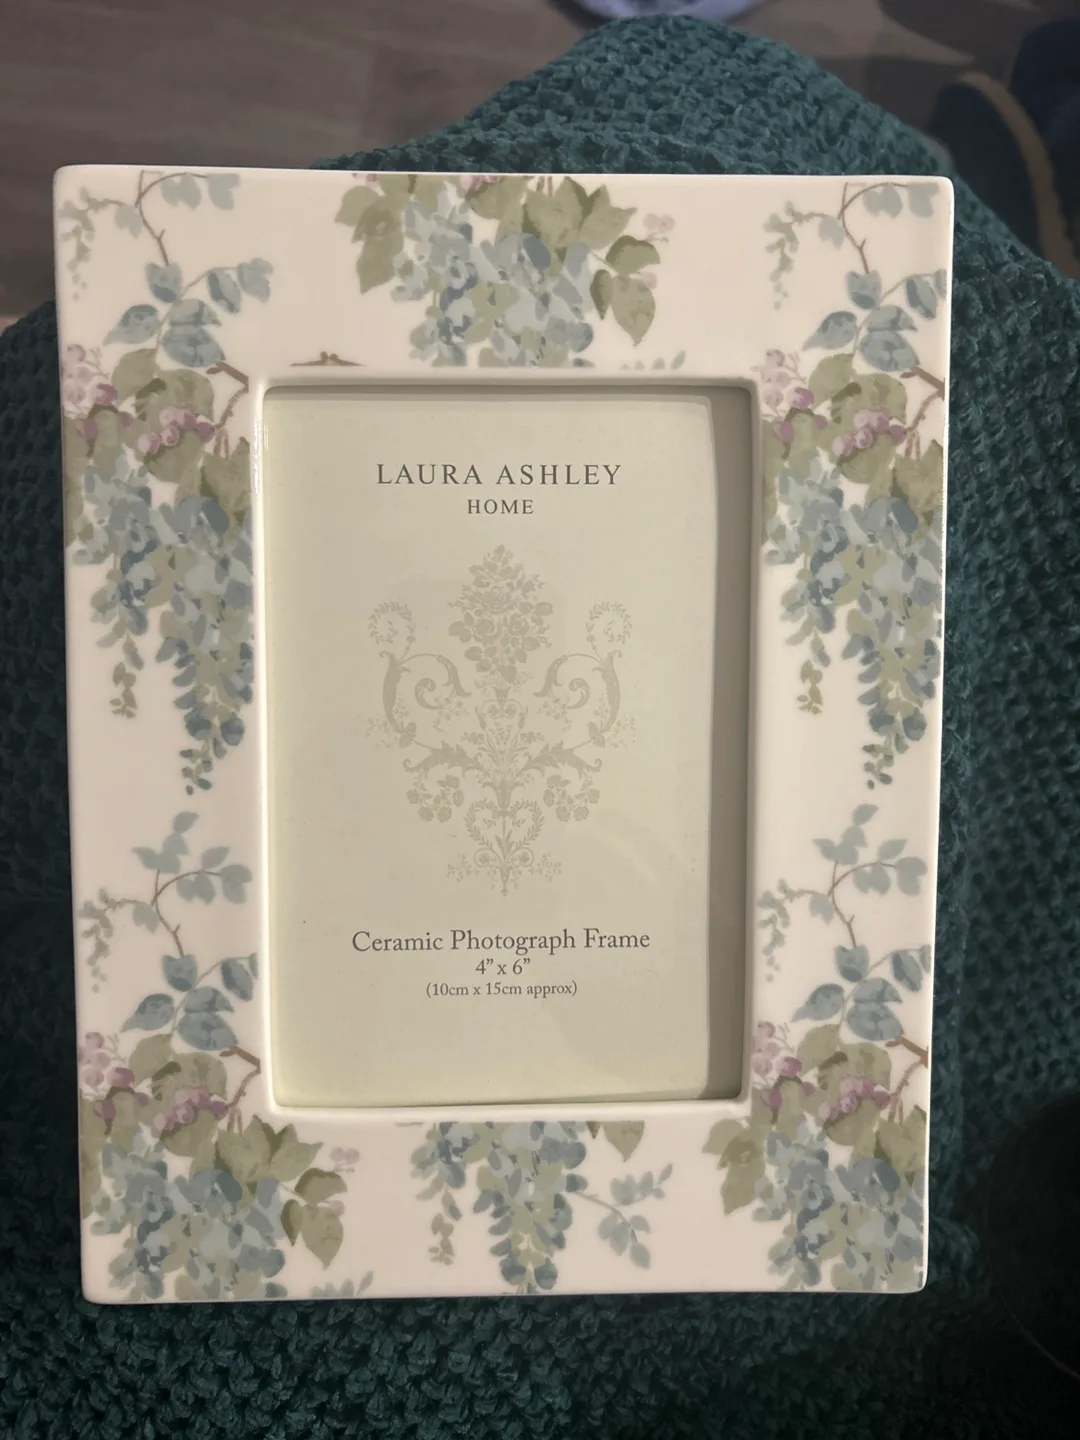 LAURA ASHLEY
HOME
Ceramic Photograph Frame
4” x 6”
(10cm x 15cm approx)